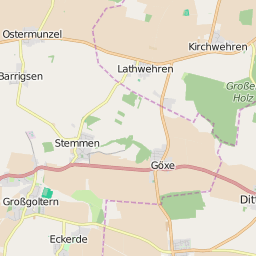 Ostermunzel
Kirchwehren
Lathwehren
Barrigsen
Große
Holz
Stemmen
Göxe
Großgoltern
Dit
Eckerde